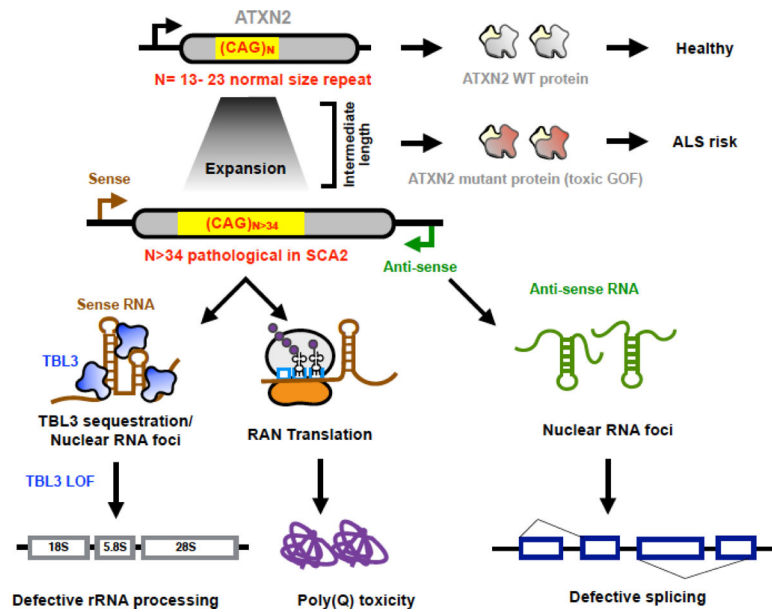 ATXN2
(CAG)N
N= 13- 23 normal size repeat
ATXN2 WT protein
Healthy
Expansion
Intermediate
length
ATXN2 mutant protein (toxic GOF)
ALS risk
Sense
(CAG)N>34
N>34 pathological in SCA2
Anti-sense
Sense RNA
TBL3
Anti-sense RNA
TBL3 sequestration/
Nuclear RNA foci
RAN Translation
Nuclear RNA foci
TBL3 LOF
18S
5.8S
28S
Defective rRNA processing
Poly(Q) toxicity
Defective splicing